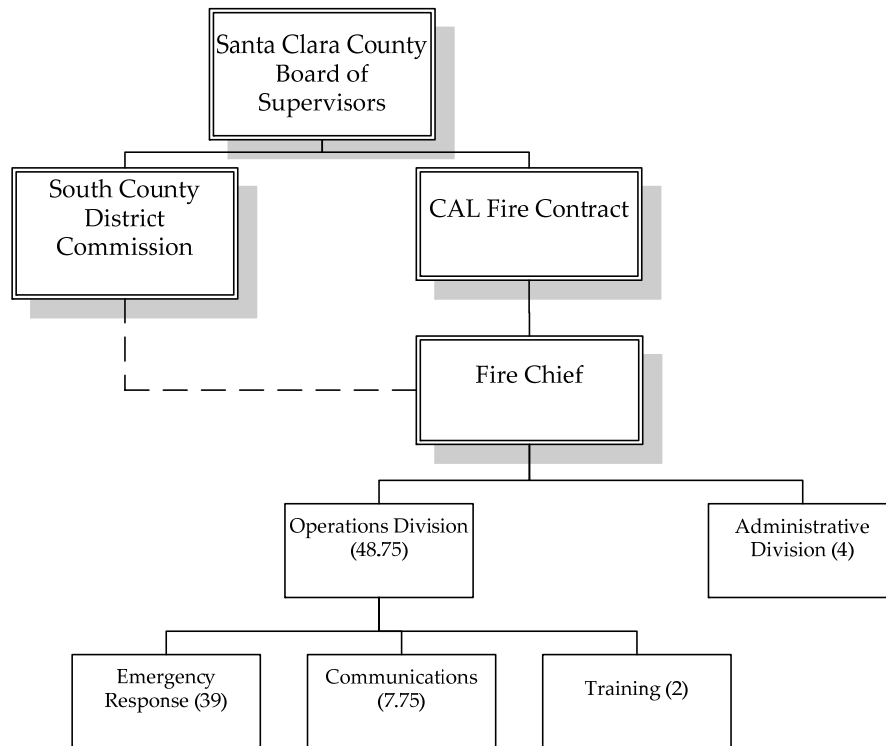 Santa Clara County
Board of
Supervisors
South County
District
Commission
CAL Fire Contract
Fire Chief
Operations Division
(48.75)
Administrative
Division (4)
Emergency
Response (39)
Communications
(7.75)
Training (2)